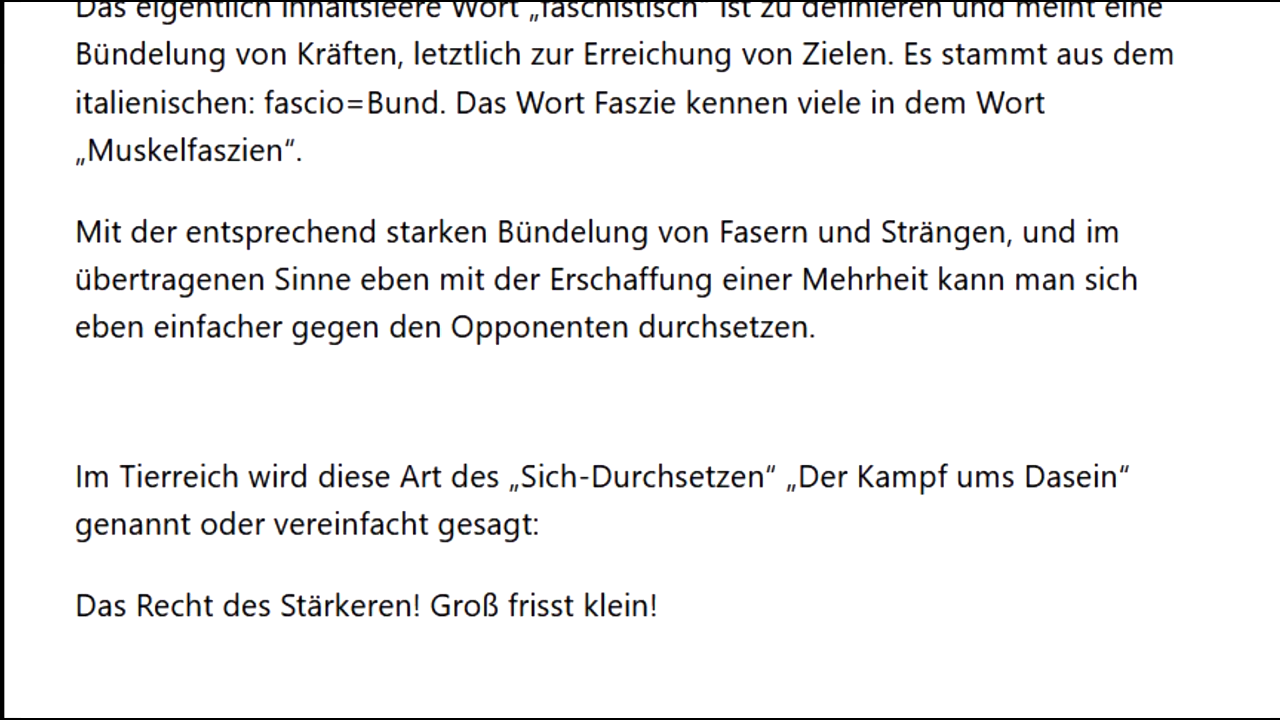 Das eigentlich inhaltsleere Wort „faschistisch“ ist zu definieren und meint eine
Bündelung von Kräften, letztlich zur Erreichung von Zielen. Es stammt aus dem
italienischen: fascio=Bund. Das Wort Faszie kennen viele in dem Wort
„Muskelfaszien“.
Mit der entsprechend starken Bündelung von Fasern und Strängen, und im
übertragenen Sinne eben mit der Erschaffung einer Mehrheit kann man sich
eben einfacher gegen den Opponenten durchsetzen.
Im Tierreich wird diese Art des „Sich-Durchsetzen“ „Der Kampf ums Dasein“
genannt oder vereinfacht gesagt:
Das Recht des Stärkeren! Groß frisst klein!